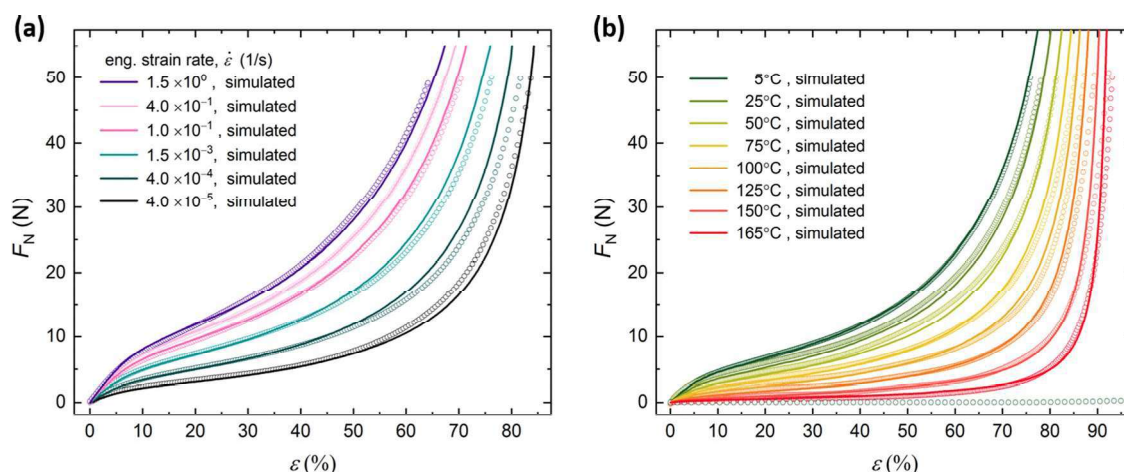 (a)
eng. strain rate, ε̇ (1/s)
1.5 ×10⁰ , simulated
4.0 ×10⁻¹ , simulated
1.0 ×10⁻¹ , simulated
1.5 ×10⁻³ , simulated
4.0 ×10⁻⁴ , simulated
4.0 ×10⁻⁵ , simulated
F_N (N)
50
40
30
20
10
0
0 10 20 30 40 50 60 70 80
ε (%)
(b)
5°C , simulated
25°C , simulated
50°C , simulated
75°C , simulated
100°C , simulated
125°C , simulated
150°C , simulated
165°C , simulated
F_N (N)
50
40
30
20
10
0
0 10 20 30 40 50 60 70 80 90
ε (%)